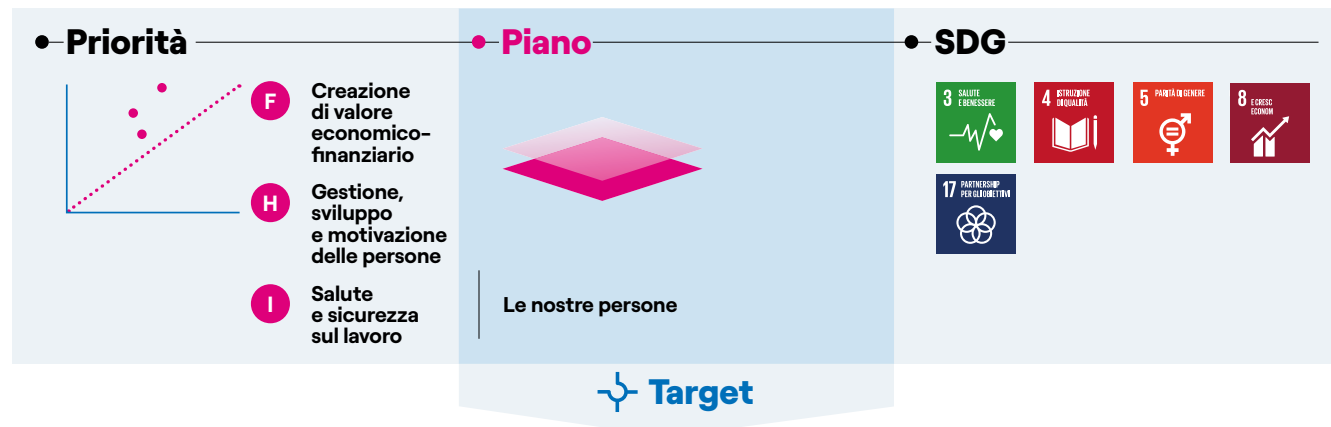 Priorità
F
Creazione
di valore
economico-
finanziario
H
Gestione,
sviluppo
e motivazione
delle persone
I
Salute
e sicurezza
sul lavoro
Piano
Le nostre persone
Target
SDG
3 SALUTE
E BENESSERE
4 ISTRUZIONE
DI QUALITÀ
5 PARITÀ DI GENERE
8 E CRESC
ECONOM
17 PARTNERSHIP
PER GLI OBIETTIVI